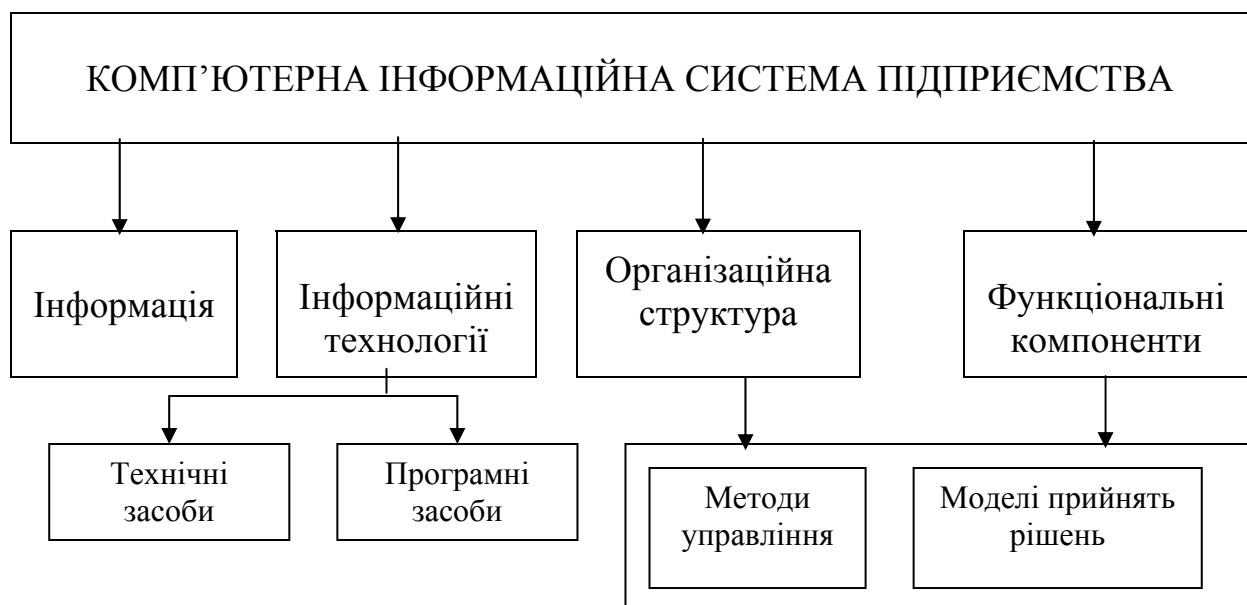 КОМП’ЮТЕРНА ІНФОРМАЦІЙНА СИСТЕМА ПІДПРИЄМСТВА
Інформація
Інформаційні
технології
Організаційна
структура
Функціональні
компоненти
Технічні
засоби
Програмні
засоби
Методи
управління
Моделі прийнять
рішень